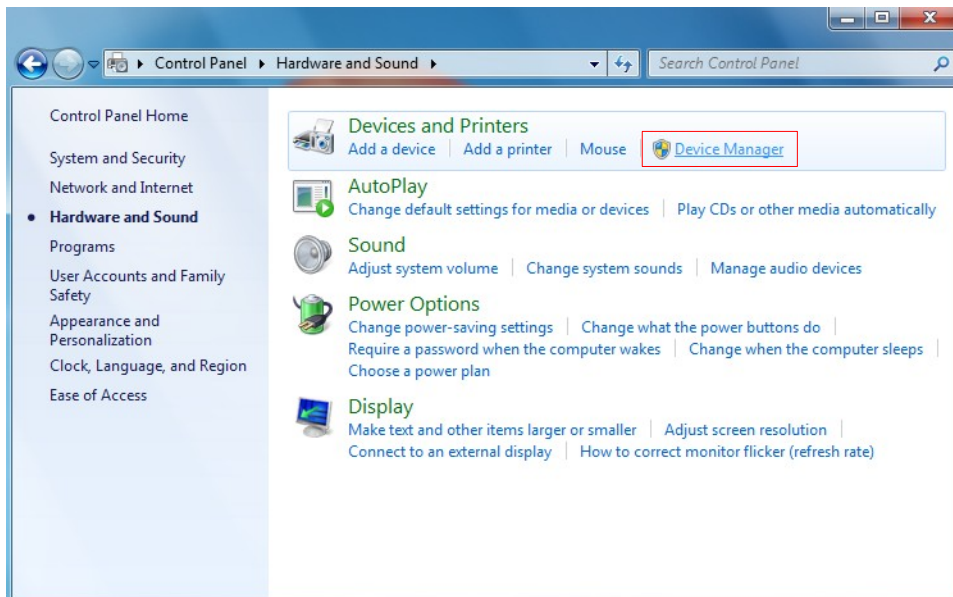 Control Panel Hardware and Sound
Search Control Panel
Control Panel Home
System and Security
Network and Internet
Hardware and Sound
Programs
User Accounts and Family
Safety
Appearance and
Personalization
Clock, Language, and Region
Ease of Access
Devices and Printers
Add a device Add a printer Mouse Device Manager
AutoPlay
Change default settings for media or devices Play CDs or other media automatically
Sound
Adjust system volume Change system sounds Manage audio devices
Power Options
Change power-saving settings Change what the power buttons do
Require a password when the computer wakes Change when the computer sleeps
Choose a power plan
Display
Make text and other items larger or smaller Adjust screen resolution
Connect to an external display How to correct monitor flicker (refresh rate)